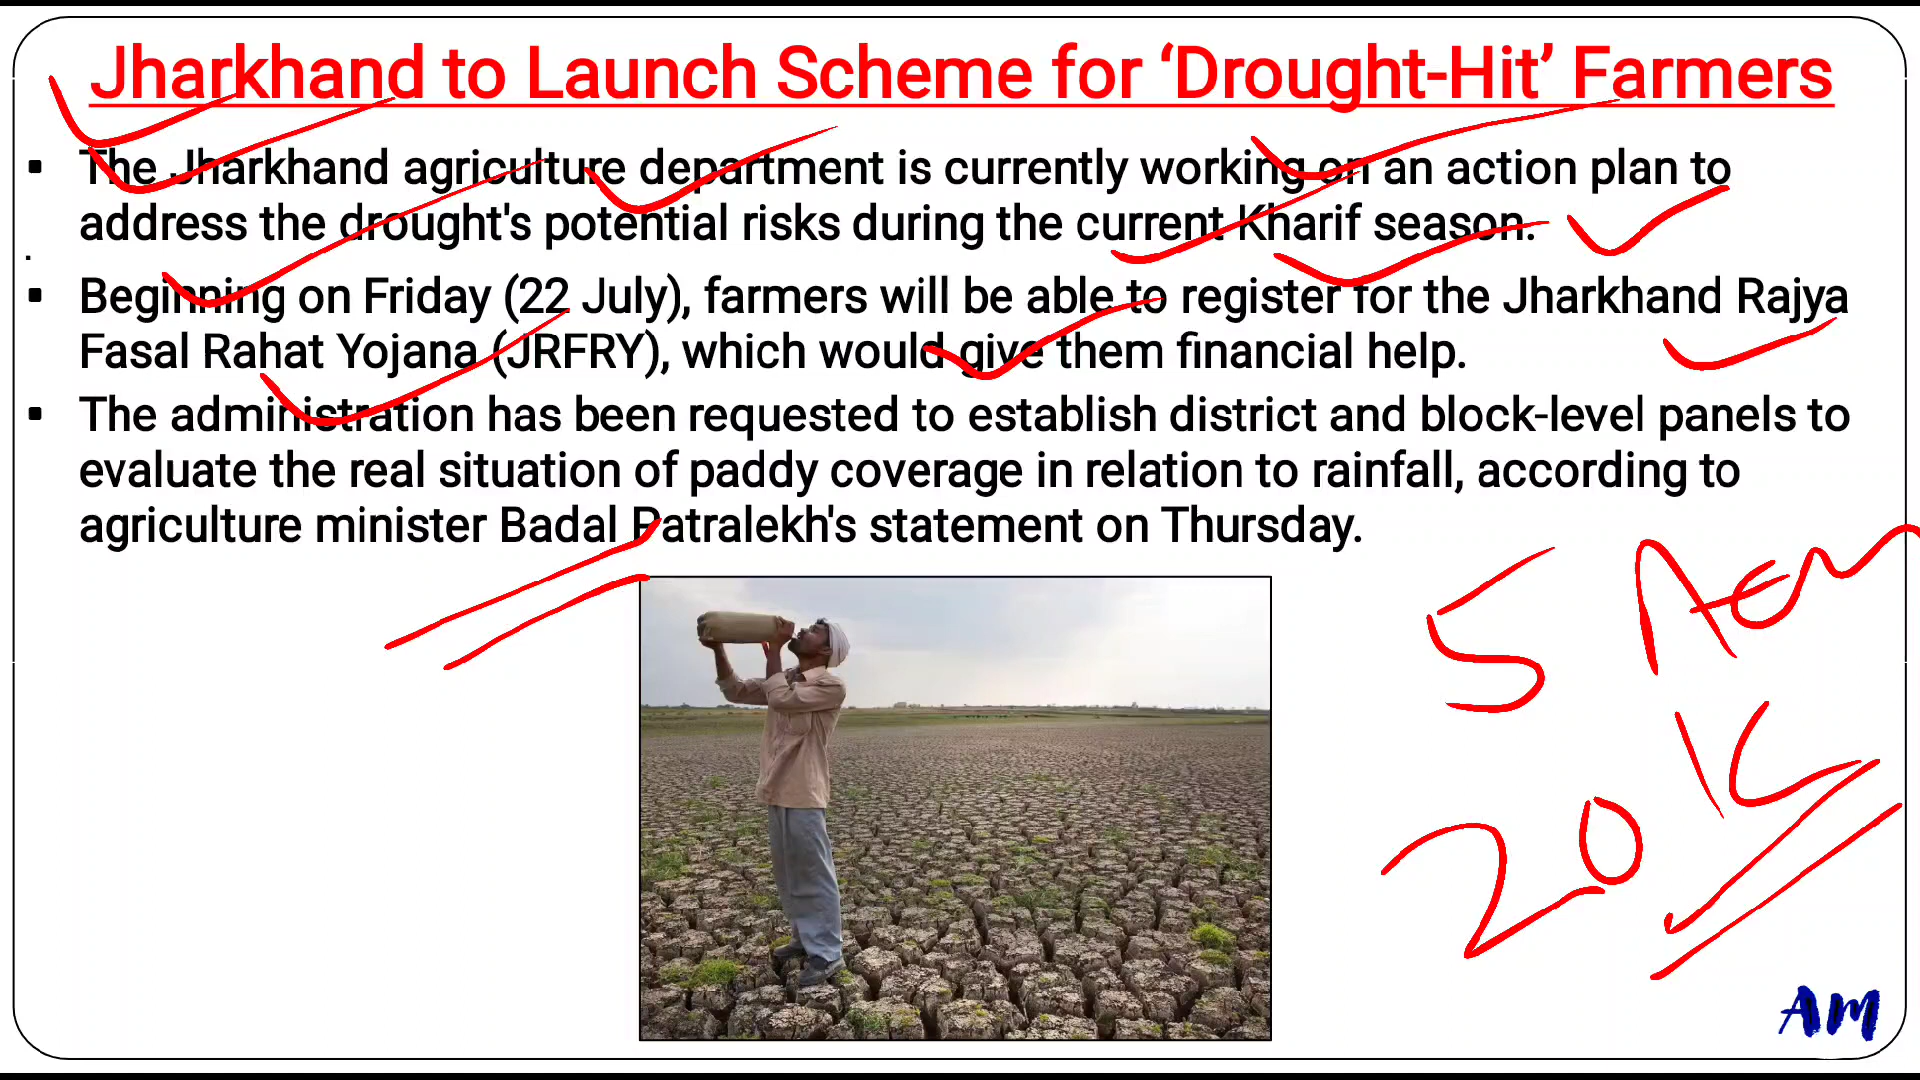 Jharkhand to Launch Scheme for ‘Drought-Hit’ Farmers
▪ The Jharkhand agriculture department is currently working on an action plan to
address the drought's potential risks during the current Kharif season.
▪ Beginning on Friday (22 July), farmers will be able to register for the Jharkhand Rajya
Fasal Rahat Yojana (JRFRY), which would give them financial help.
▪ The administration has been requested to establish district and block-level panels to
evaluate the real situation of paddy coverage in relation to rainfall, according to
agriculture minister Badal Patralekh's statement on Thursday.
5
20 K
AM